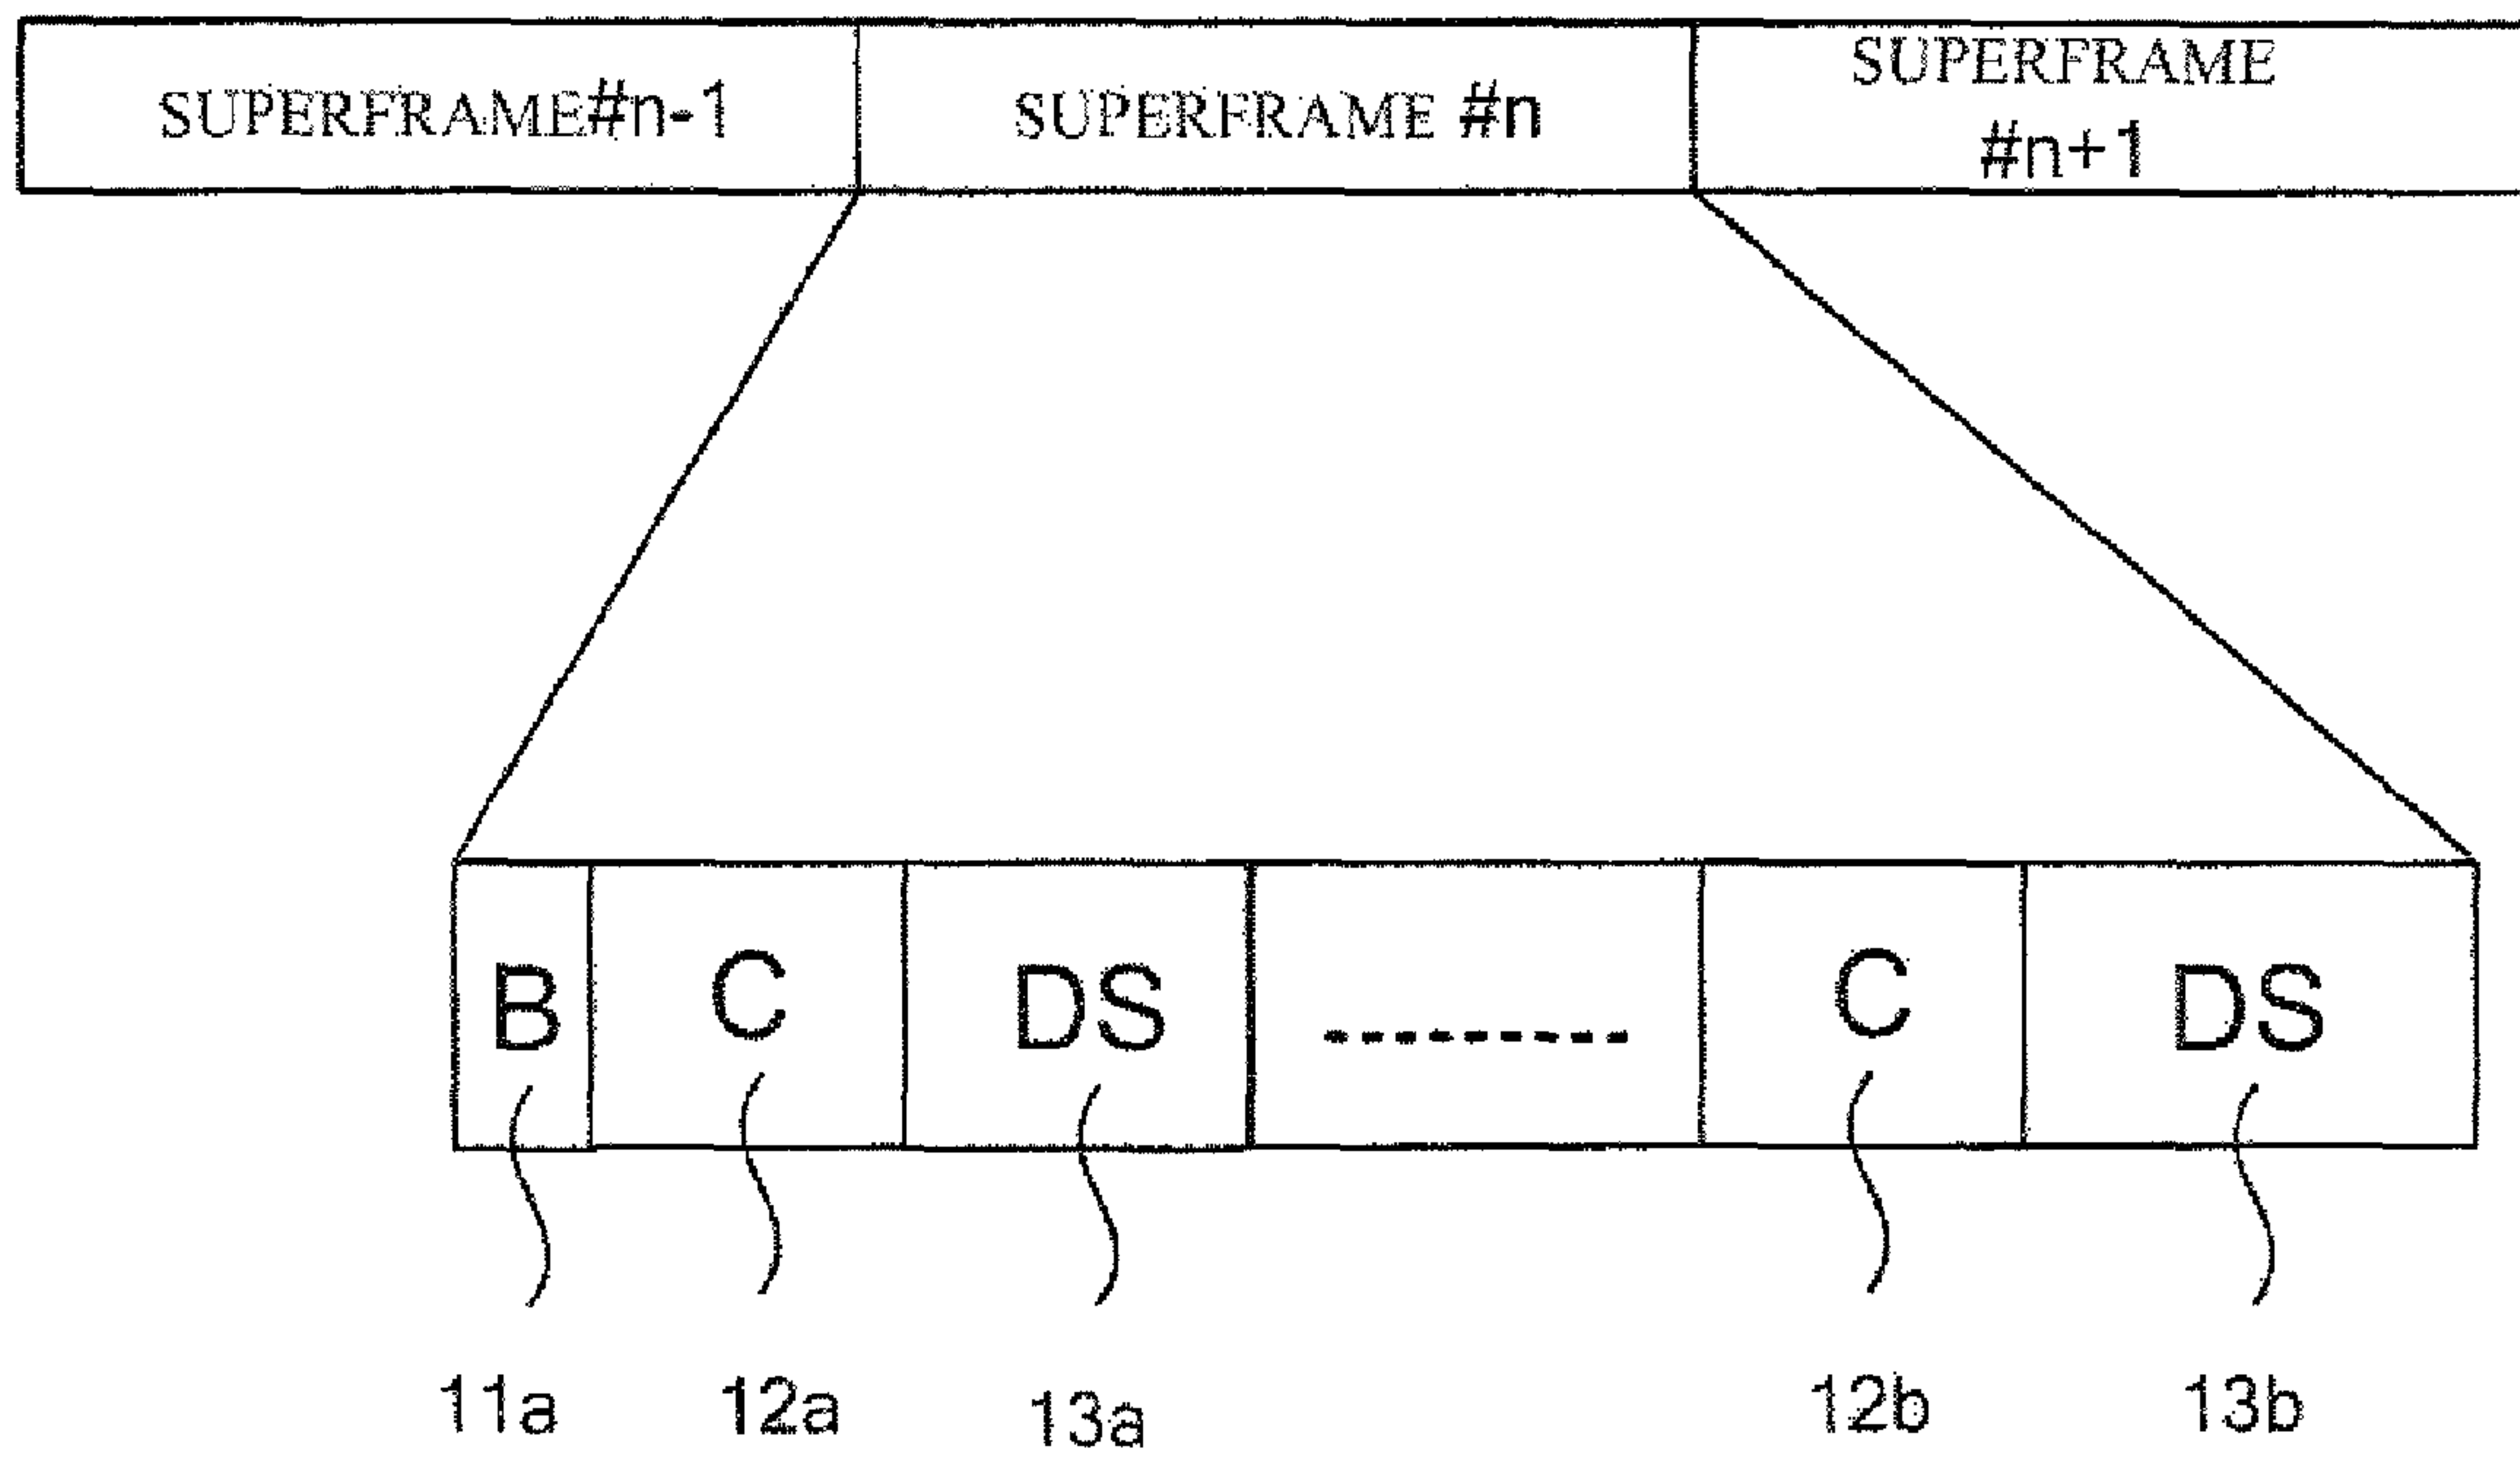 SUPERFRAME#n-1
SUPERFRAME #n
SUPERFRAME
#n+1
B
C
DS
C
DS
11a
12a
13a
12b
13b